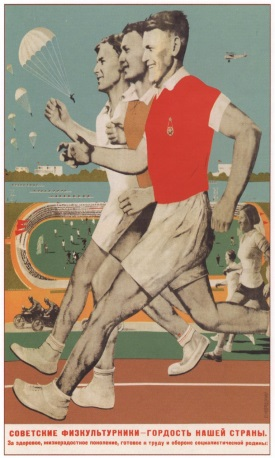 СОВЕТСКИЕ ФИЗКУЛЬТУРНИКИ—ГОРДОСТЬ НАШЕЙ СТРАНЫ.
За здоровое, жизнерадостное поколение, готовое к труду и обороне социалистической родины!